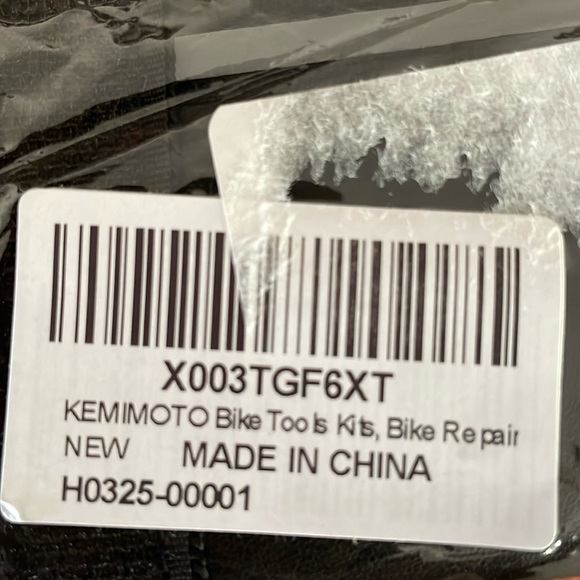 X003TGF6XT
KEMIMOTO Bike Tools Kits, Bike Repair
NEW MADE IN CHINA
H0325-00001